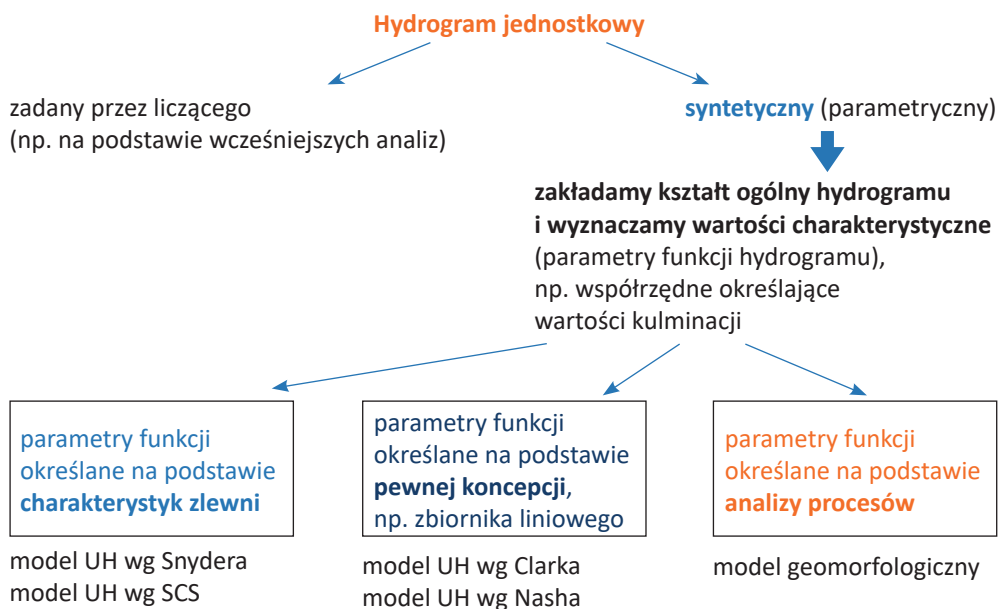 Hydrogram jednostkowy
zadany przez liczącego
(np. na podstawie wcześniejszych analiz)
syntetyczny (parametryczny)
zakładamy kształt ogólny hydrogramu
i wyznaczamy wartości charakterystyczne
(parametry funkcji hydrogramu),
np. współrzędne określające
wartości kulminacji
parametry funkcji
określane na podstawie
charakterystyk zlewni
model UH wg Snydera
model UH wg SCS
parametry funkcji
określane na podstawie
pewnej koncepcji,
np. zbiornika liniowego
model UH wg Clarka
model UH wg Nasha
parametry funkcji
określane na podstawie
analizy procesów
model geomorfologiczny